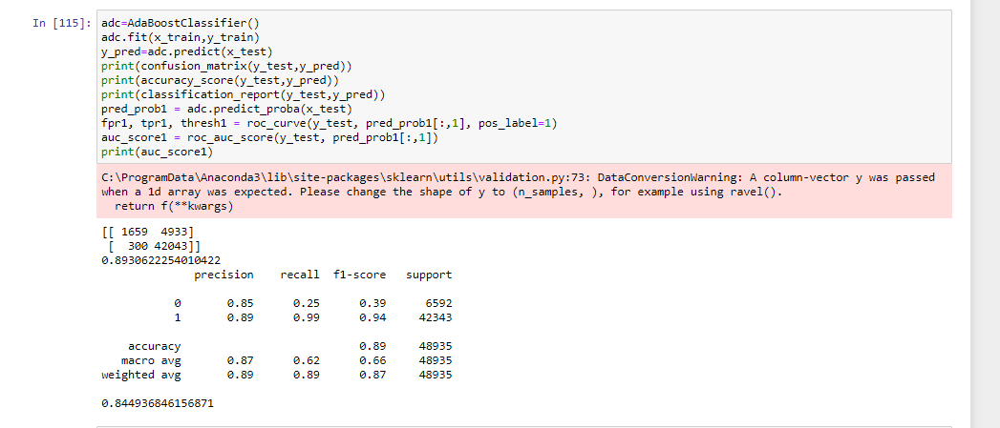 In [115]: adc=AdaBoostClassifier()
adc.fit(x_train,y_train)
y_pred=adc.predict(x_test)
print(confusion_matrix(y_test,y_pred))
print(accuracy_score(y_test,y_pred))
print(classification_report(y_test,y_pred))
pred_prob1 = adc.predict_proba(x_test)
fpr1, tpr1, thresh1 = roc_curve(y_test, pred_prob1[:,1], pos_label=1)
auc_score1 = roc_auc_score(y_test, pred_prob1[:,1])
print(auc_score1)
C:\ProgramData\Anaconda3\lib\site-packages\sklearn\utils\validation.py:73: DataConversionWarning: A column-vector y was passed
when a 1d array was expected. Please change the shape of y to (n_samples, ), for example using ravel().
  return f(**kwargs)
[[ 1659  4933]
 [  300 42043]]
0.8930622254010422
              precision    recall  f1-score   support
           0       0.85      0.25      0.39      6592
           1       0.89      0.99      0.94     42343
    accuracy                           0.89     48935
   macro avg       0.87      0.62      0.66     48935
weighted avg       0.89      0.89      0.87     48935
0.844936846156871